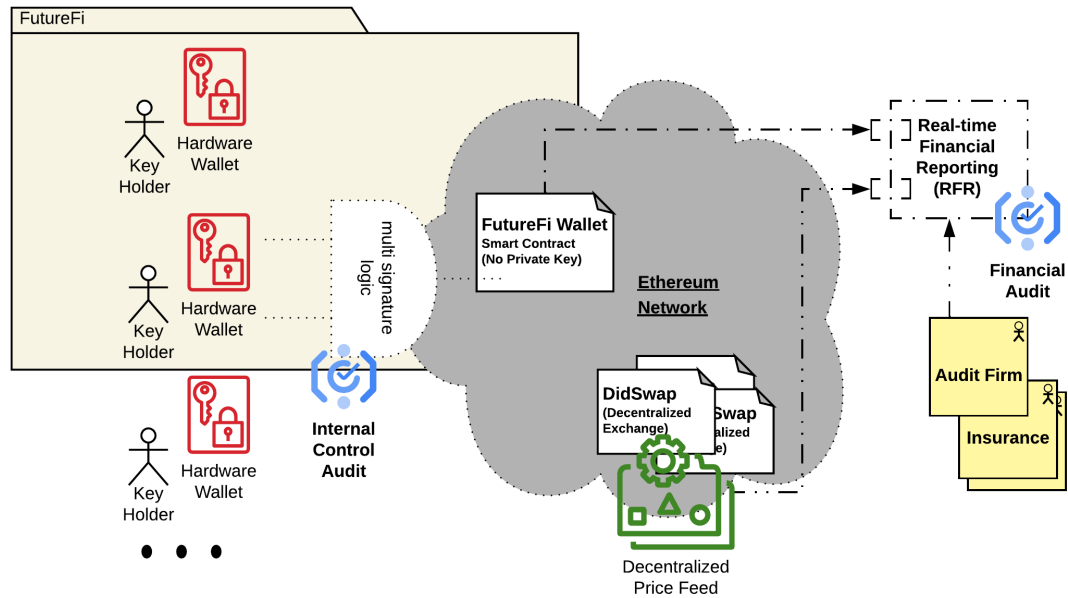 FutureFi
Hardware
Wallet
Key
Holder
Hardware
Wallet
Key
Holder
Hardware
Wallet
Key
Holder
multi signature
logic
Internal
Control
Audit
FutureFi Wallet
Smart Contract
(No Private Key)
Ethereum
Network
DidSwap
(Decentralized
Exchange)
Swap
alized
e)
Decentralized
Price Feed
Real-time
Financial
Reporting
(RFR)
Financial
Audit
Audit Firm
Insurance